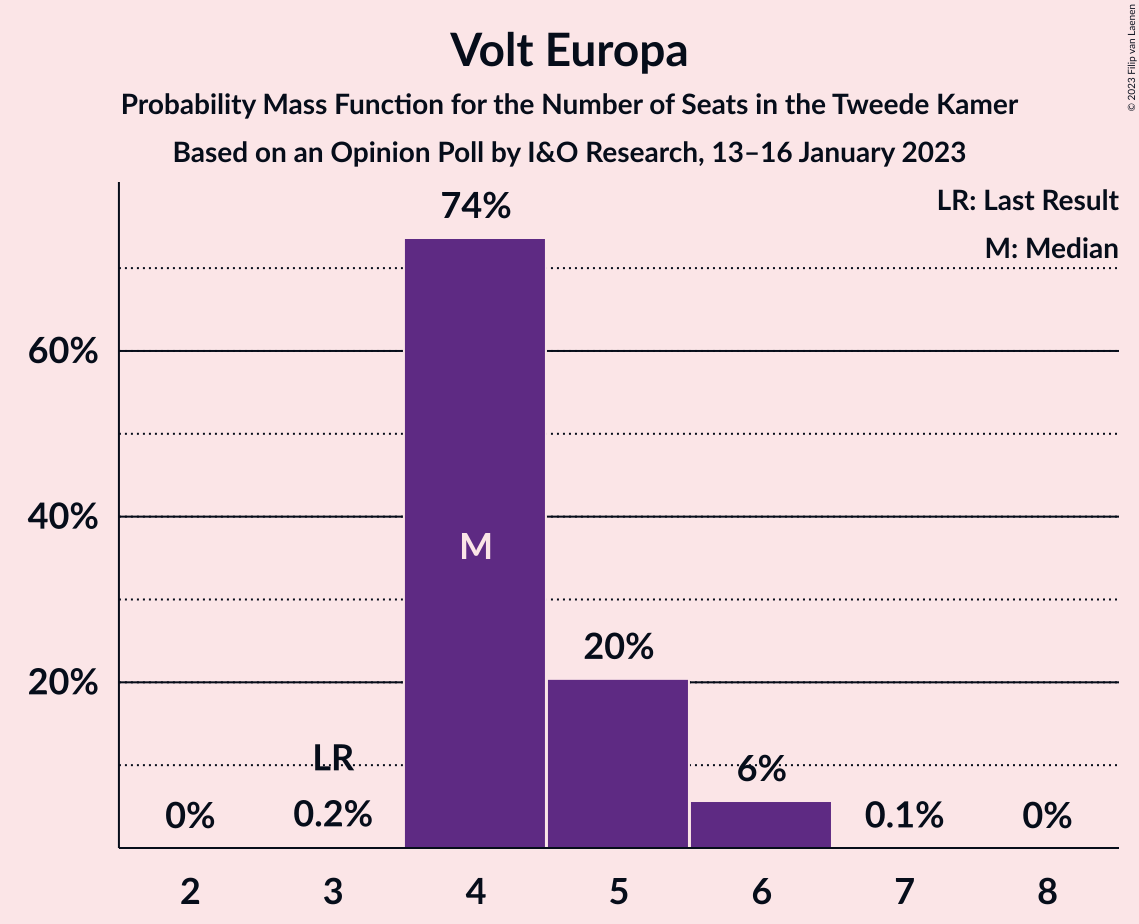 Volt Europa
Probability Mass Function for the Number of Seats in the Tweede Kamer
Based on an Opinion Poll by I&O Research, 13–16 January 2023
© 2023 Filip van Laenen
LR: Last Result
M: Median
74%
60%
40%
M
20%
20%
LR
6%
0%
0.2%
0.1%
0%
2 3 4 5 6 7 8